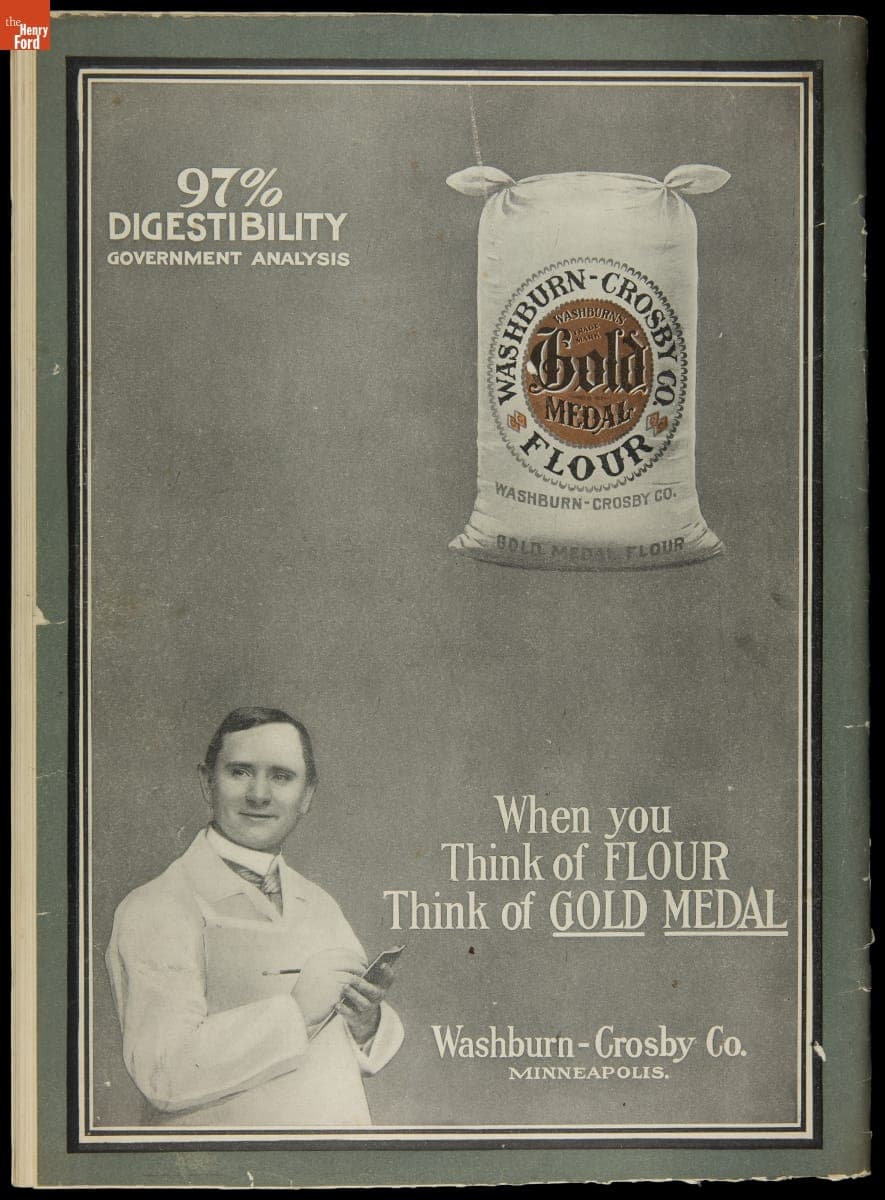 the
Henry
Ford
97%
DIGESTIBILITY
GOVERNMENT ANALYSIS
WASHBURN-CROSBY CO.
WASHBURN'S
TRADE
MARK
Gold
MEDAL
FLOUR
WASHBURN-CROSBY CO.
GOLD MEDAL FLOUR
When you
Think of FLOUR
Think of GOLD MEDAL
Washburn-Crosby Co.
MINNEAPOLIS.